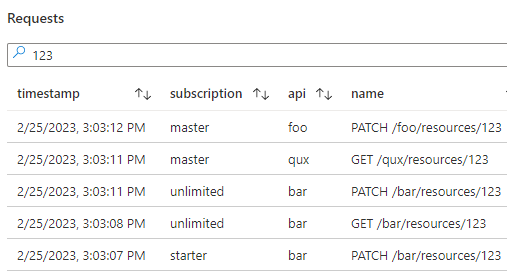 Requests
123
timestamp ↑↓ subscription ↑↓ api ↑↓ name
2/25/2023, 3:03:12 PM master foo PATCH /foo/resources/123
2/25/2023, 3:03:11 PM master qux GET /qux/resources/123
2/25/2023, 3:03:11 PM unlimited bar PATCH /bar/resources/123
2/25/2023, 3:03:08 PM unlimited bar GET /bar/resources/123
2/25/2023, 3:03:07 PM starter bar PATCH /bar/resources/123